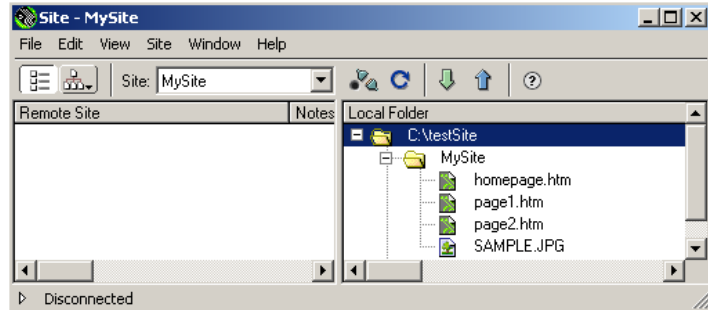 Site - MySite
File Edit View Site Window Help
Site: MySite
Remote Site Notes Local Folder
C:\testSite
MySite
homepage.htm
page1.htm
page2.htm
SAMPLE.JPG
Disconnected